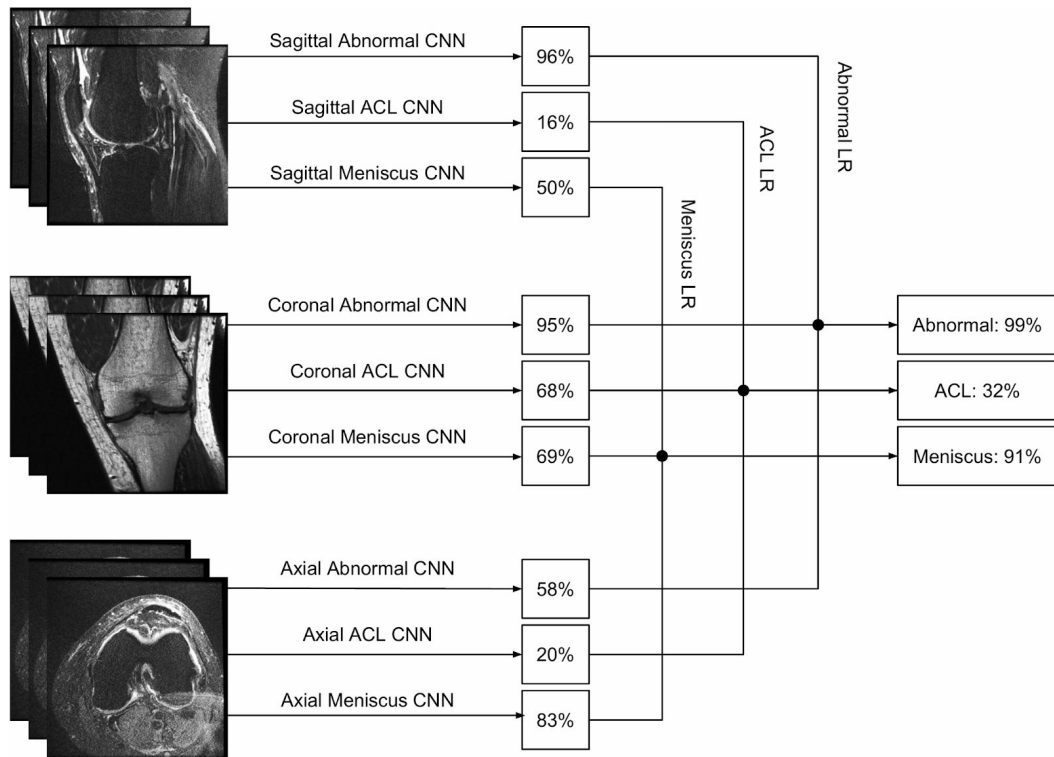 Sagittal Abnormal CNN
96%
Sagittal ACL CNN
16%
Sagittal Meniscus CNN
50%
Abnormal LR
ACL LR
Meniscus LR
Coronal Abnormal CNN
95%
Abnormal: 99%
Coronal ACL CNN
68%
ACL: 32%
Coronal Meniscus CNN
69%
Meniscus: 91%
Axial Abnormal CNN
58%
Axial ACL CNN
20%
Axial Meniscus CNN
83%